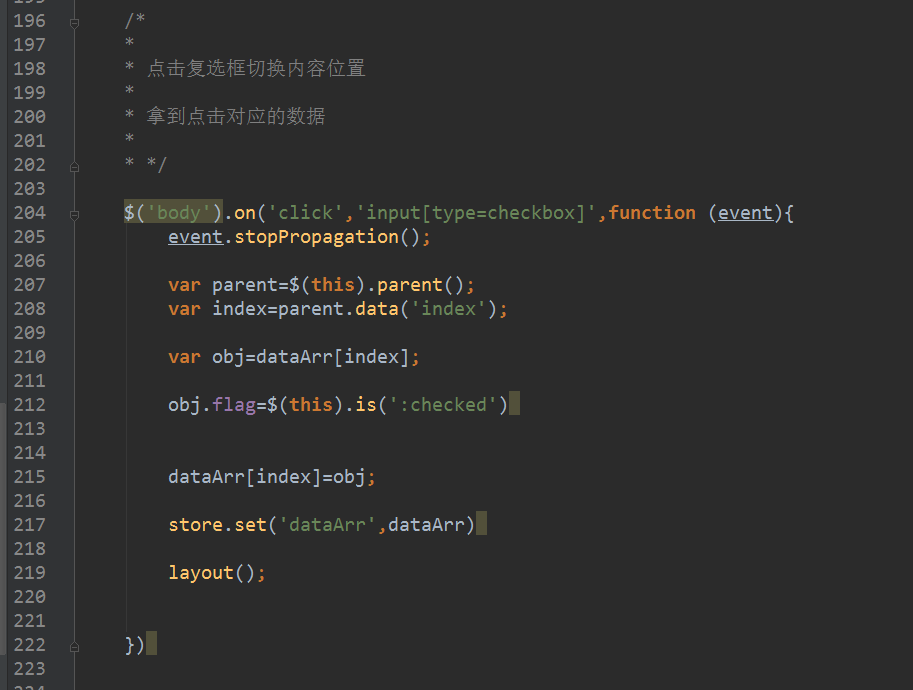 196 /*
197 *
198 * 点击复选框切换内容位置
199 *
200 * 拿到点击对应的数据
201 *
202 * */
203
204 $('body').on('click','input[type=checkbox]',function (event){
205 event.stopPropagation();
206
207 var parent=$(this).parent();
208 var index=parent.data('index');
209
210 var obj=dataArr[index];
211
212 obj.flag=$(this).is(':checked')
213
214
215 dataArr[index]=obj;
216
217 store.set('dataArr',dataArr)
218
219 layout();
220
221
222 })
223